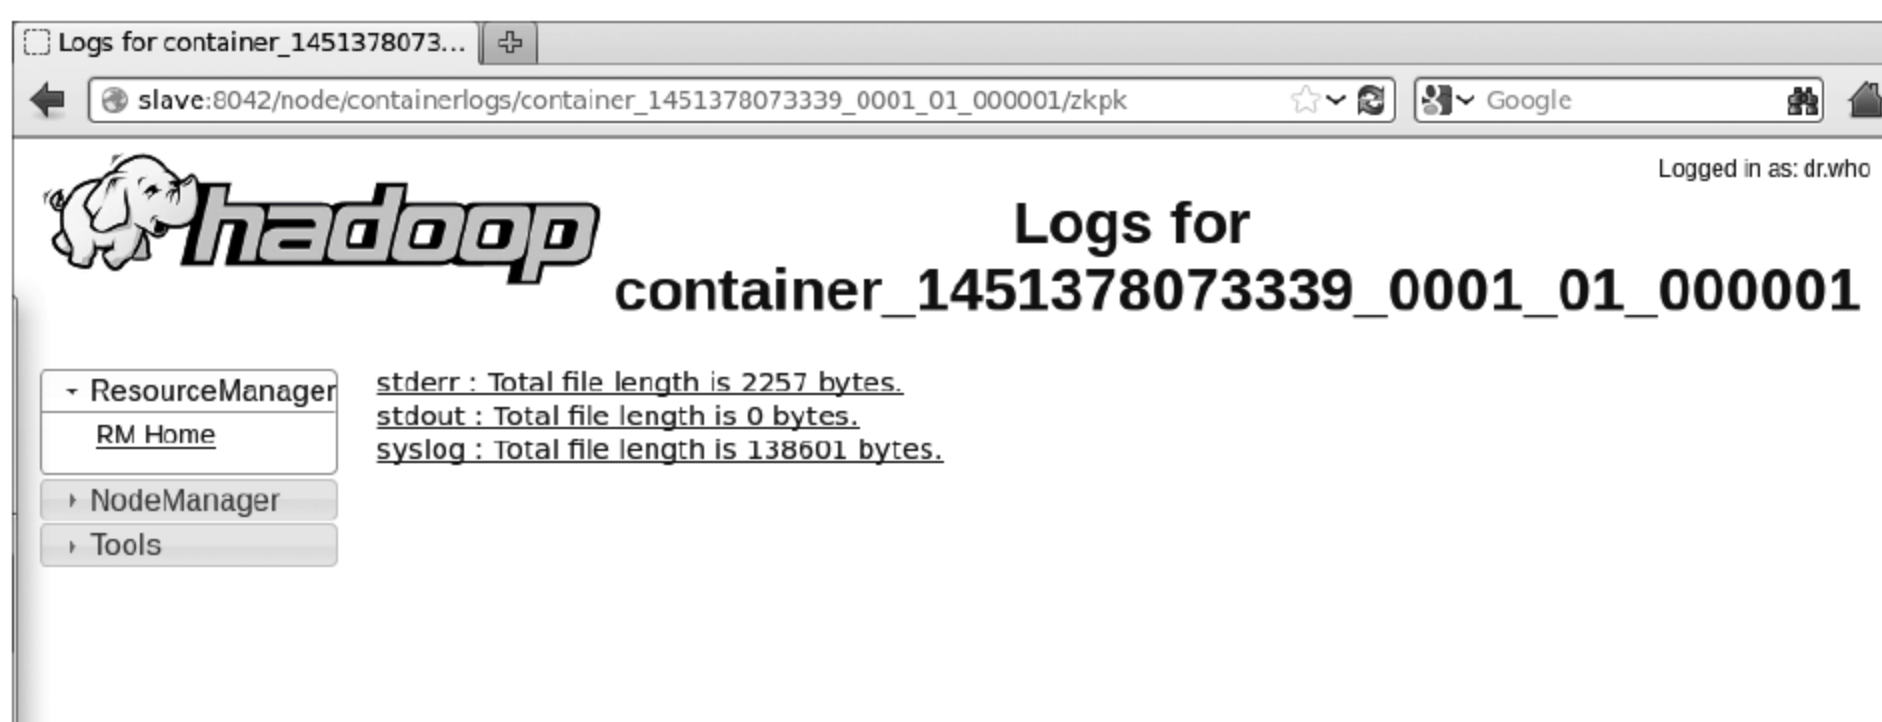 Logs for container_1451378073...
slave:8042/node/containerlogs/container_1451378073339_0001_01_000001/zkpk
Google
hadoop
Logged in as: dr.who
Logs for
container_1451378073339_0001_01_000001
ResourceManager
RM Home
NodeManager
Tools
stderr : Total file length is 2257 bytes.
stdout : Total file length is 0 bytes.
syslog : Total file length is 138601 bytes.